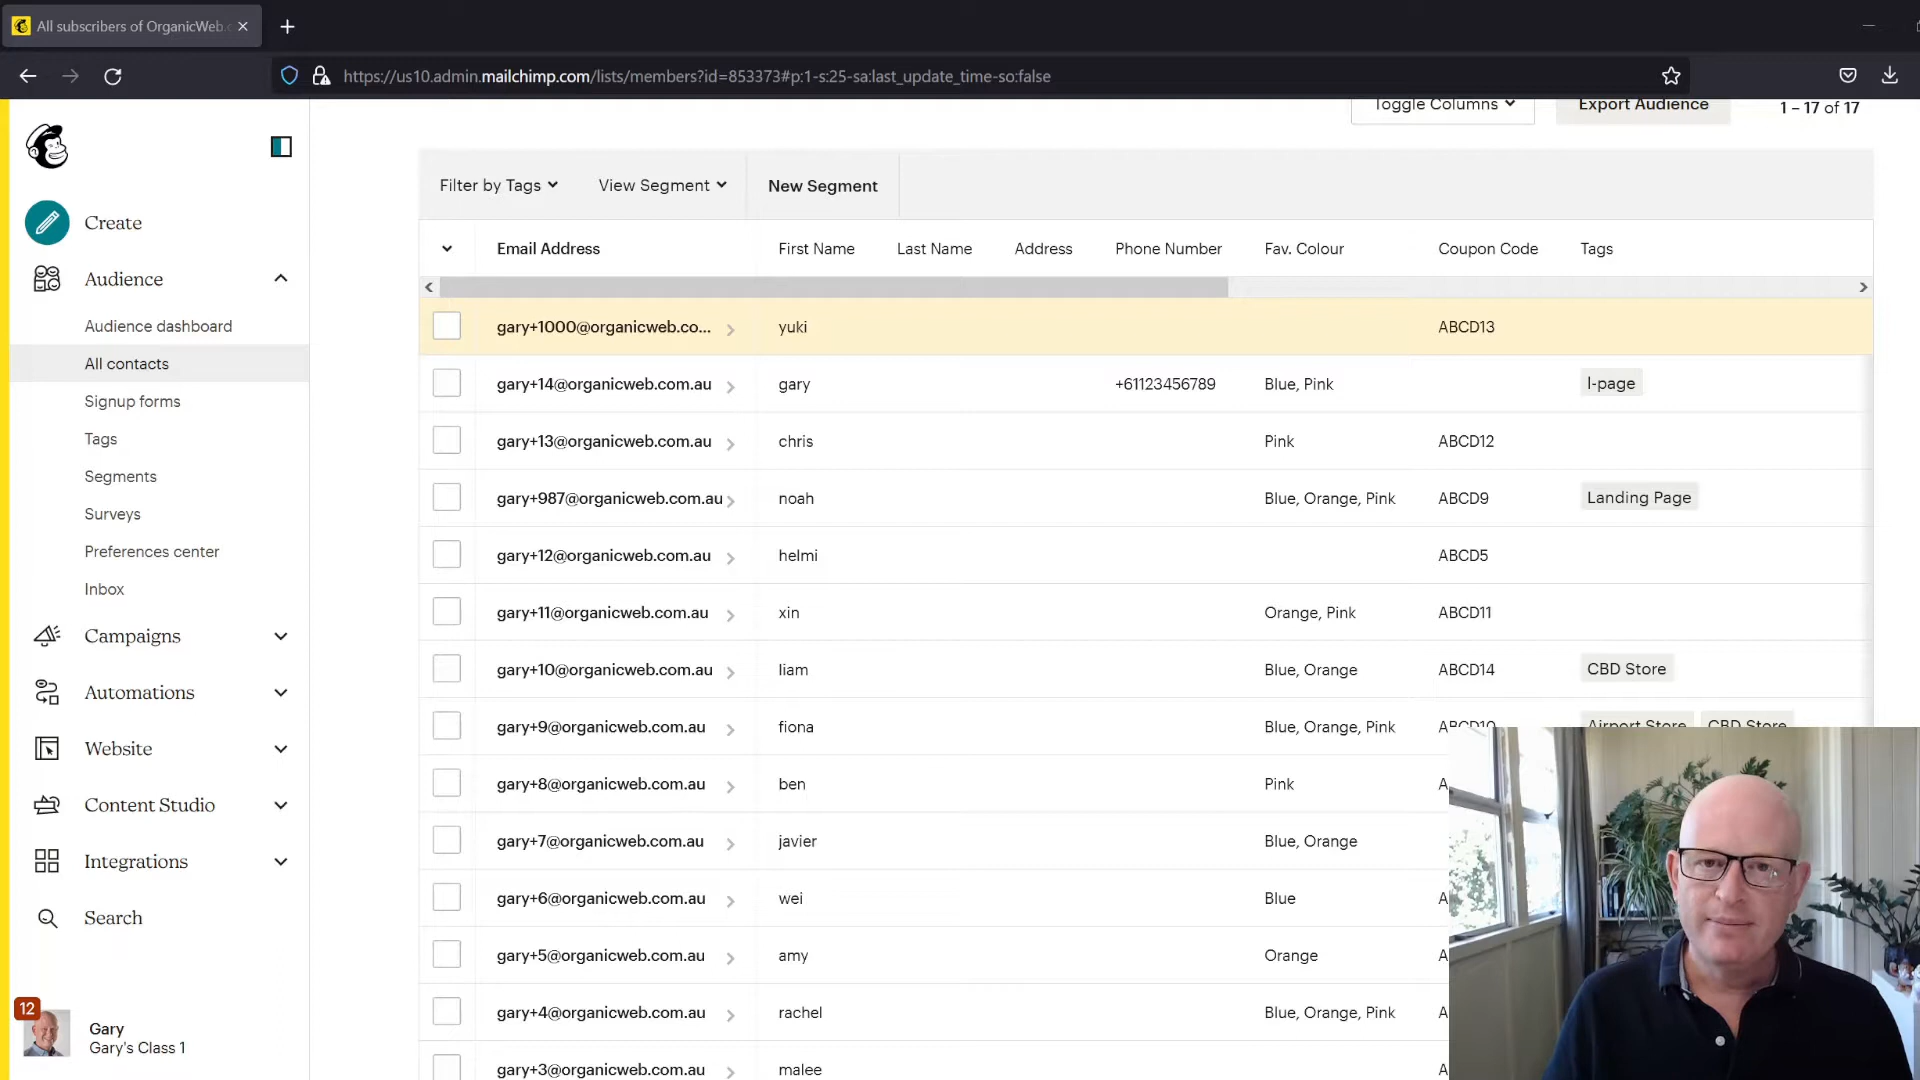 All subscribers of OrganicWeb.
https://us10.admin.mailchimp.com/lists/members?id=853373#p:1-s:25-sa:last_update_time-so:false
Toggle Columns
Export Audience
1 – 17 of 17
Create
Audience
Audience dashboard
All contacts
Signup forms
Tags
Segments
Surveys
Preferences center
Inbox
Campaigns
Automations
Website
Content Studio
Integrations
Search
12
Gary
Gary's Class 1
Filter by Tags
View Segment
New Segment
Email Address First Name Last Name Address Phone Number Fav. Colour Coupon Code Tags
gary+1000@organicweb.co... yuki ABCD13
gary+14@organicweb.com.au gary +61123456789 Blue, Pink l-page
gary+13@organicweb.com.au chris Pink ABCD12
gary+987@organicweb.com.au noah Blue, Orange, Pink ABCD9 Landing Page
gary+12@organicweb.com.au helmi ABCD5
gary+11@organicweb.com.au xin Orange, Pink ABCD11
gary+10@organicweb.com.au liam Blue, Orange ABCD14 CBD Store
gary+9@organicweb.com.au fiona Blue, Orange, Pink ABCD10 Airport Store CBD Store
gary+8@organicweb.com.au ben Pink A
gary+7@organicweb.com.au javier Blue, Orange
gary+6@organicweb.com.au wei Blue A
gary+5@organicweb.com.au amy Orange A
gary+4@organicweb.com.au rachel Blue, Orange, Pink A
gary+3@organicweb.com.au malee A